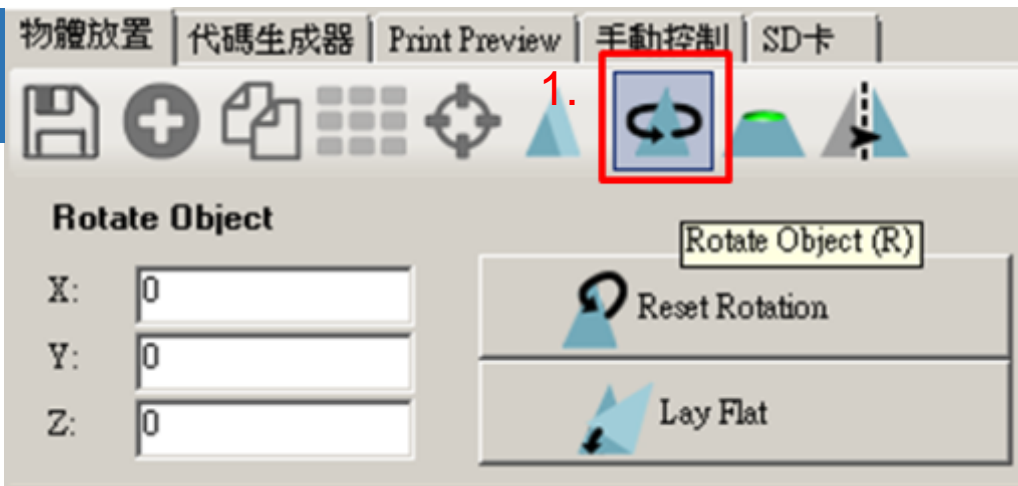 物體放置 代碼生成器 Print Preview 手動控制 SD卡
1.
Rotate Object
Rotate Object (R)
X: 0
Reset Rotation
Y: 0
Lay Flat
Z: 0